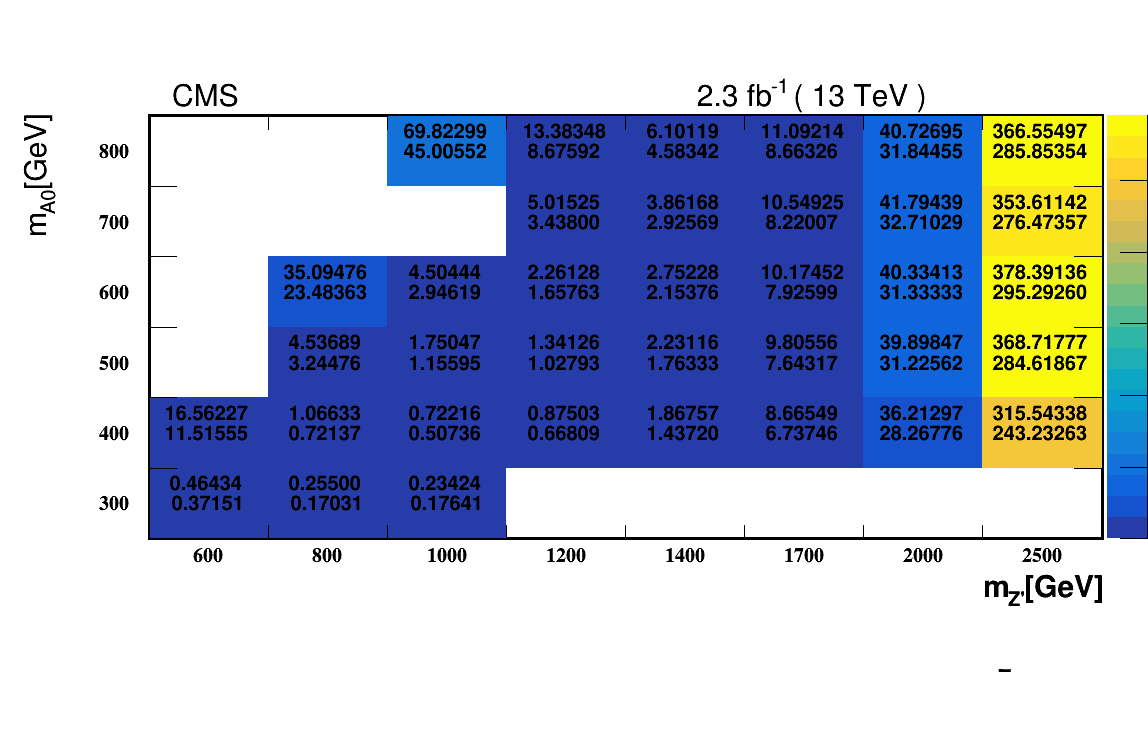 CMS 2.3 fb-1 ( 13 TeV )
mA0[GeV]
800 69.82299 13.38348 6.10119 11.09214 40.72695 366.55497
45.00552 8.67592 4.58342 8.66326 31.84455 285.85354
700 5.01525 3.86168 10.54925 41.79439 353.61142
3.43800 2.92569 8.22007 32.71029 276.47357
600 35.09476 4.50444 2.26128 2.75228 10.17452 40.33413 378.39136
23.48363 2.94619 1.65763 2.15376 7.92599 31.33333 295.29260
500 4.53689 1.75047 1.34126 2.23116 9.80556 39.89847 368.71777
3.24476 1.15595 1.02793 1.76333 7.64317 31.22562 284.61867
400 16.56227 1.06633 0.72216 0.87503 1.86757 8.66549 36.21297 315.54338
11.51555 0.72137 0.50736 0.66809 1.43720 6.73746 28.26776 243.23263
300 0.46434 0.25500 0.23424
0.37151 0.17031 0.17641
600 800 1000 1200 1400 1700 2000 2500
mZ'[GeV]
–